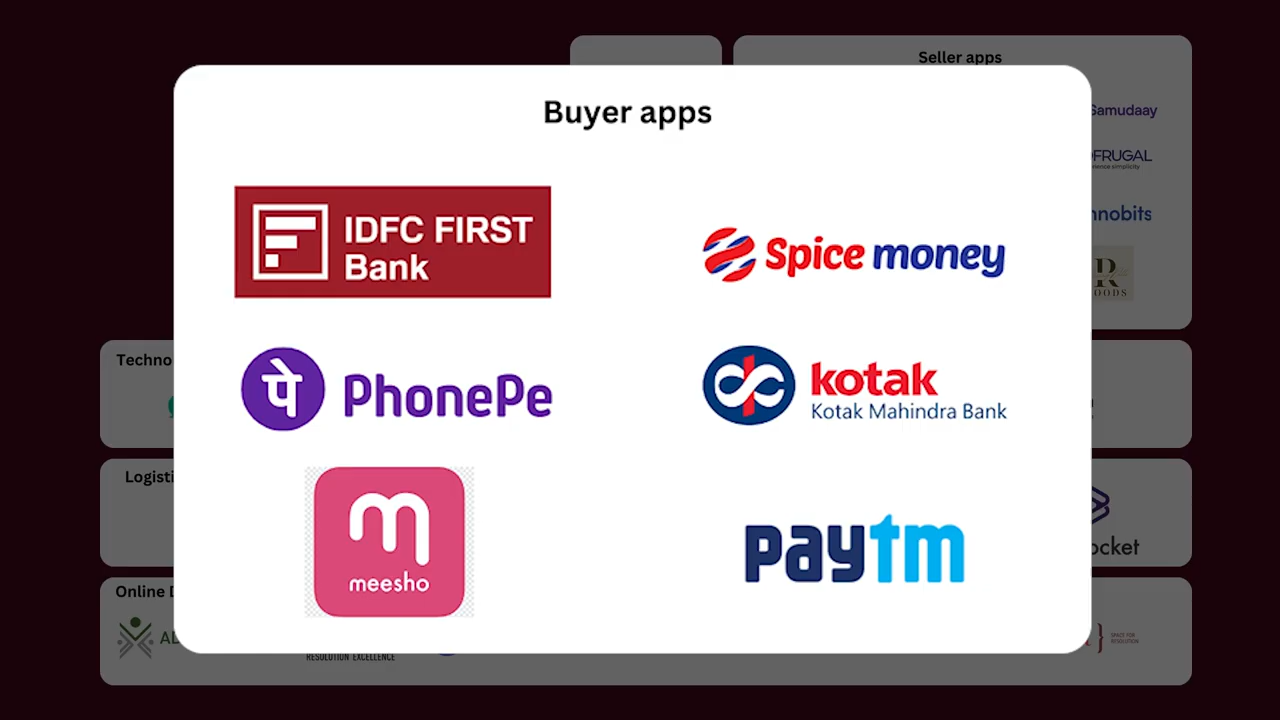 Seller apps
Buyer apps
Samudaay
FRUGAL
IDFC FIRST
Bank
Spice money
Techno
पे PhonePe
kotak
Kotak Mahindra Bank
Logisti
m
meesho
paytm
ocket
Online D
AD
SPACE FOR
RESOLUTION
RESOLUTION EXCELLENCE